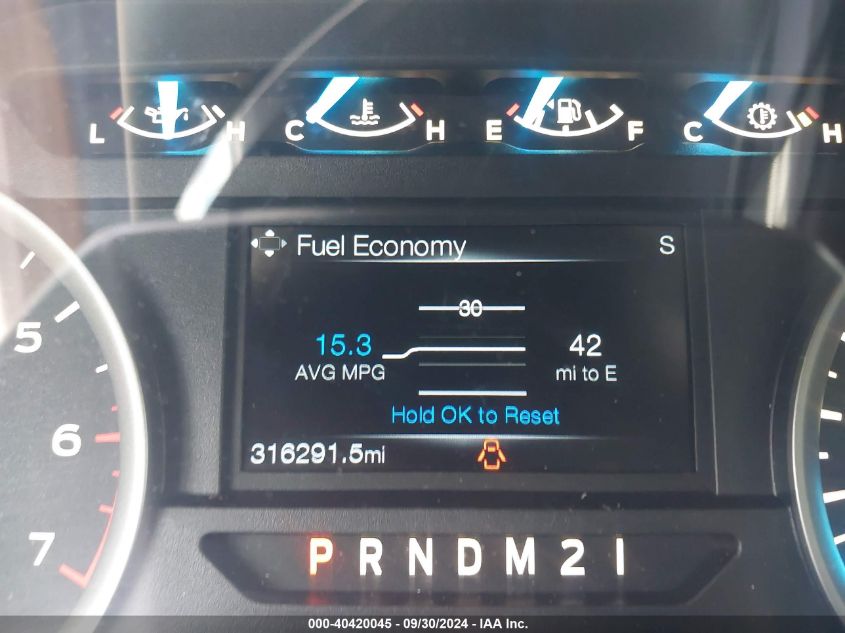 L H C H E F C H
Fuel Economy S
30
15.3 42
AVG MPG mi to E
Hold OK to Reset
316291.5mi
5
6
7
P R N D M 2 1
000-40420045 - 09/30/2024 - IAA Inc.